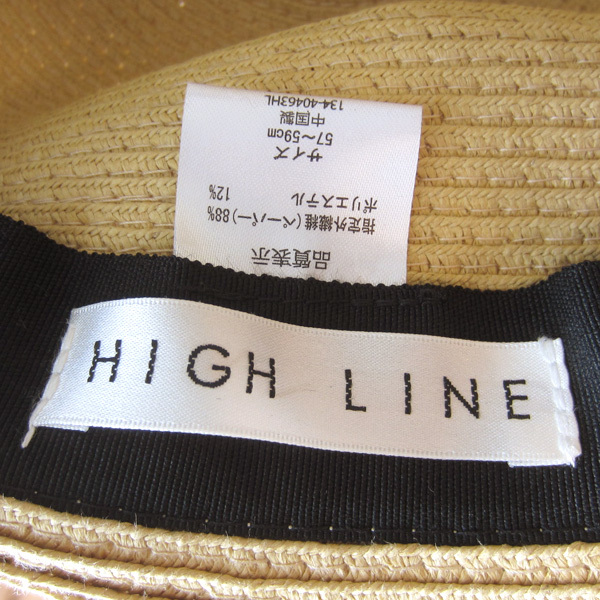 品質表示
指定外繊維(ペーパー) 88%
ポリエステル 12%
サイズ
57～59cm
中国製
134-40463HL
HIGH LINE